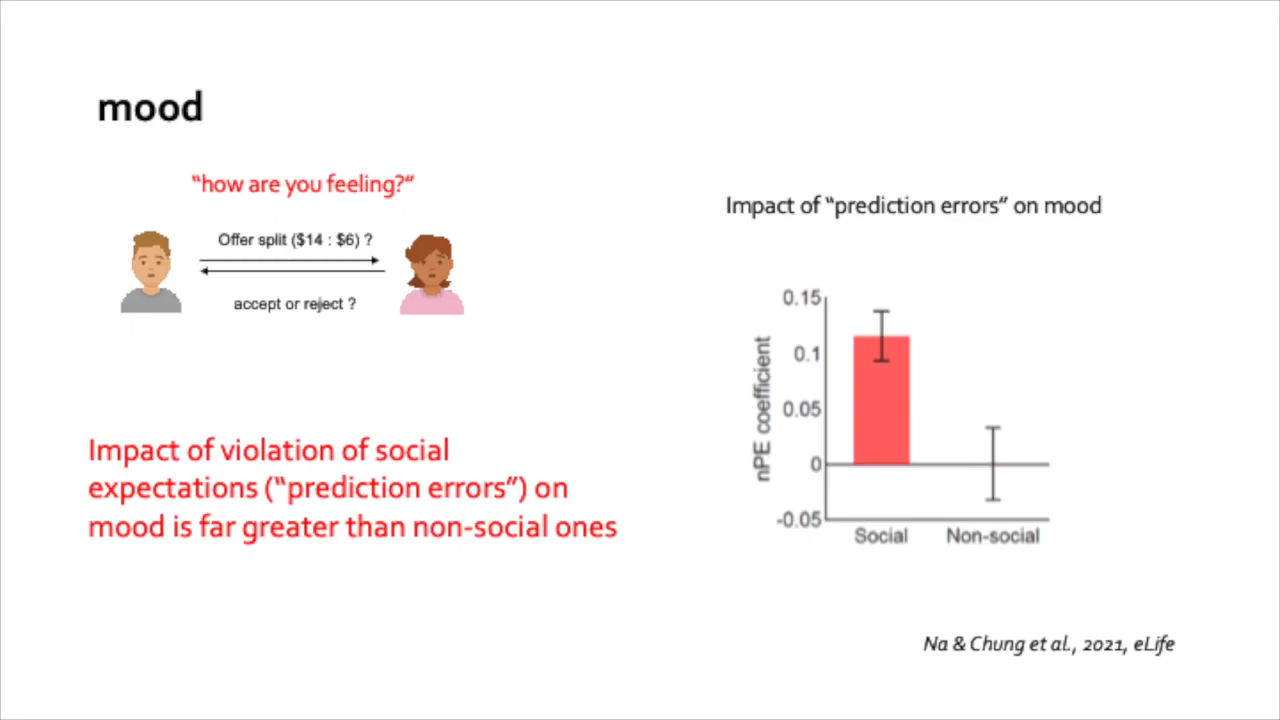 mood
“how are you feeling?”
Offer split ($14 : $6) ?
accept or reject ?
Impact of violation of social
expectations (“prediction errors”) on
mood is far greater than non-social ones
Impact of “prediction errors” on mood
nPE coefficient
0.15
0.1
0.05
0
-0.05
Social
Non-social
Na & Chung et al., 2021, eLife